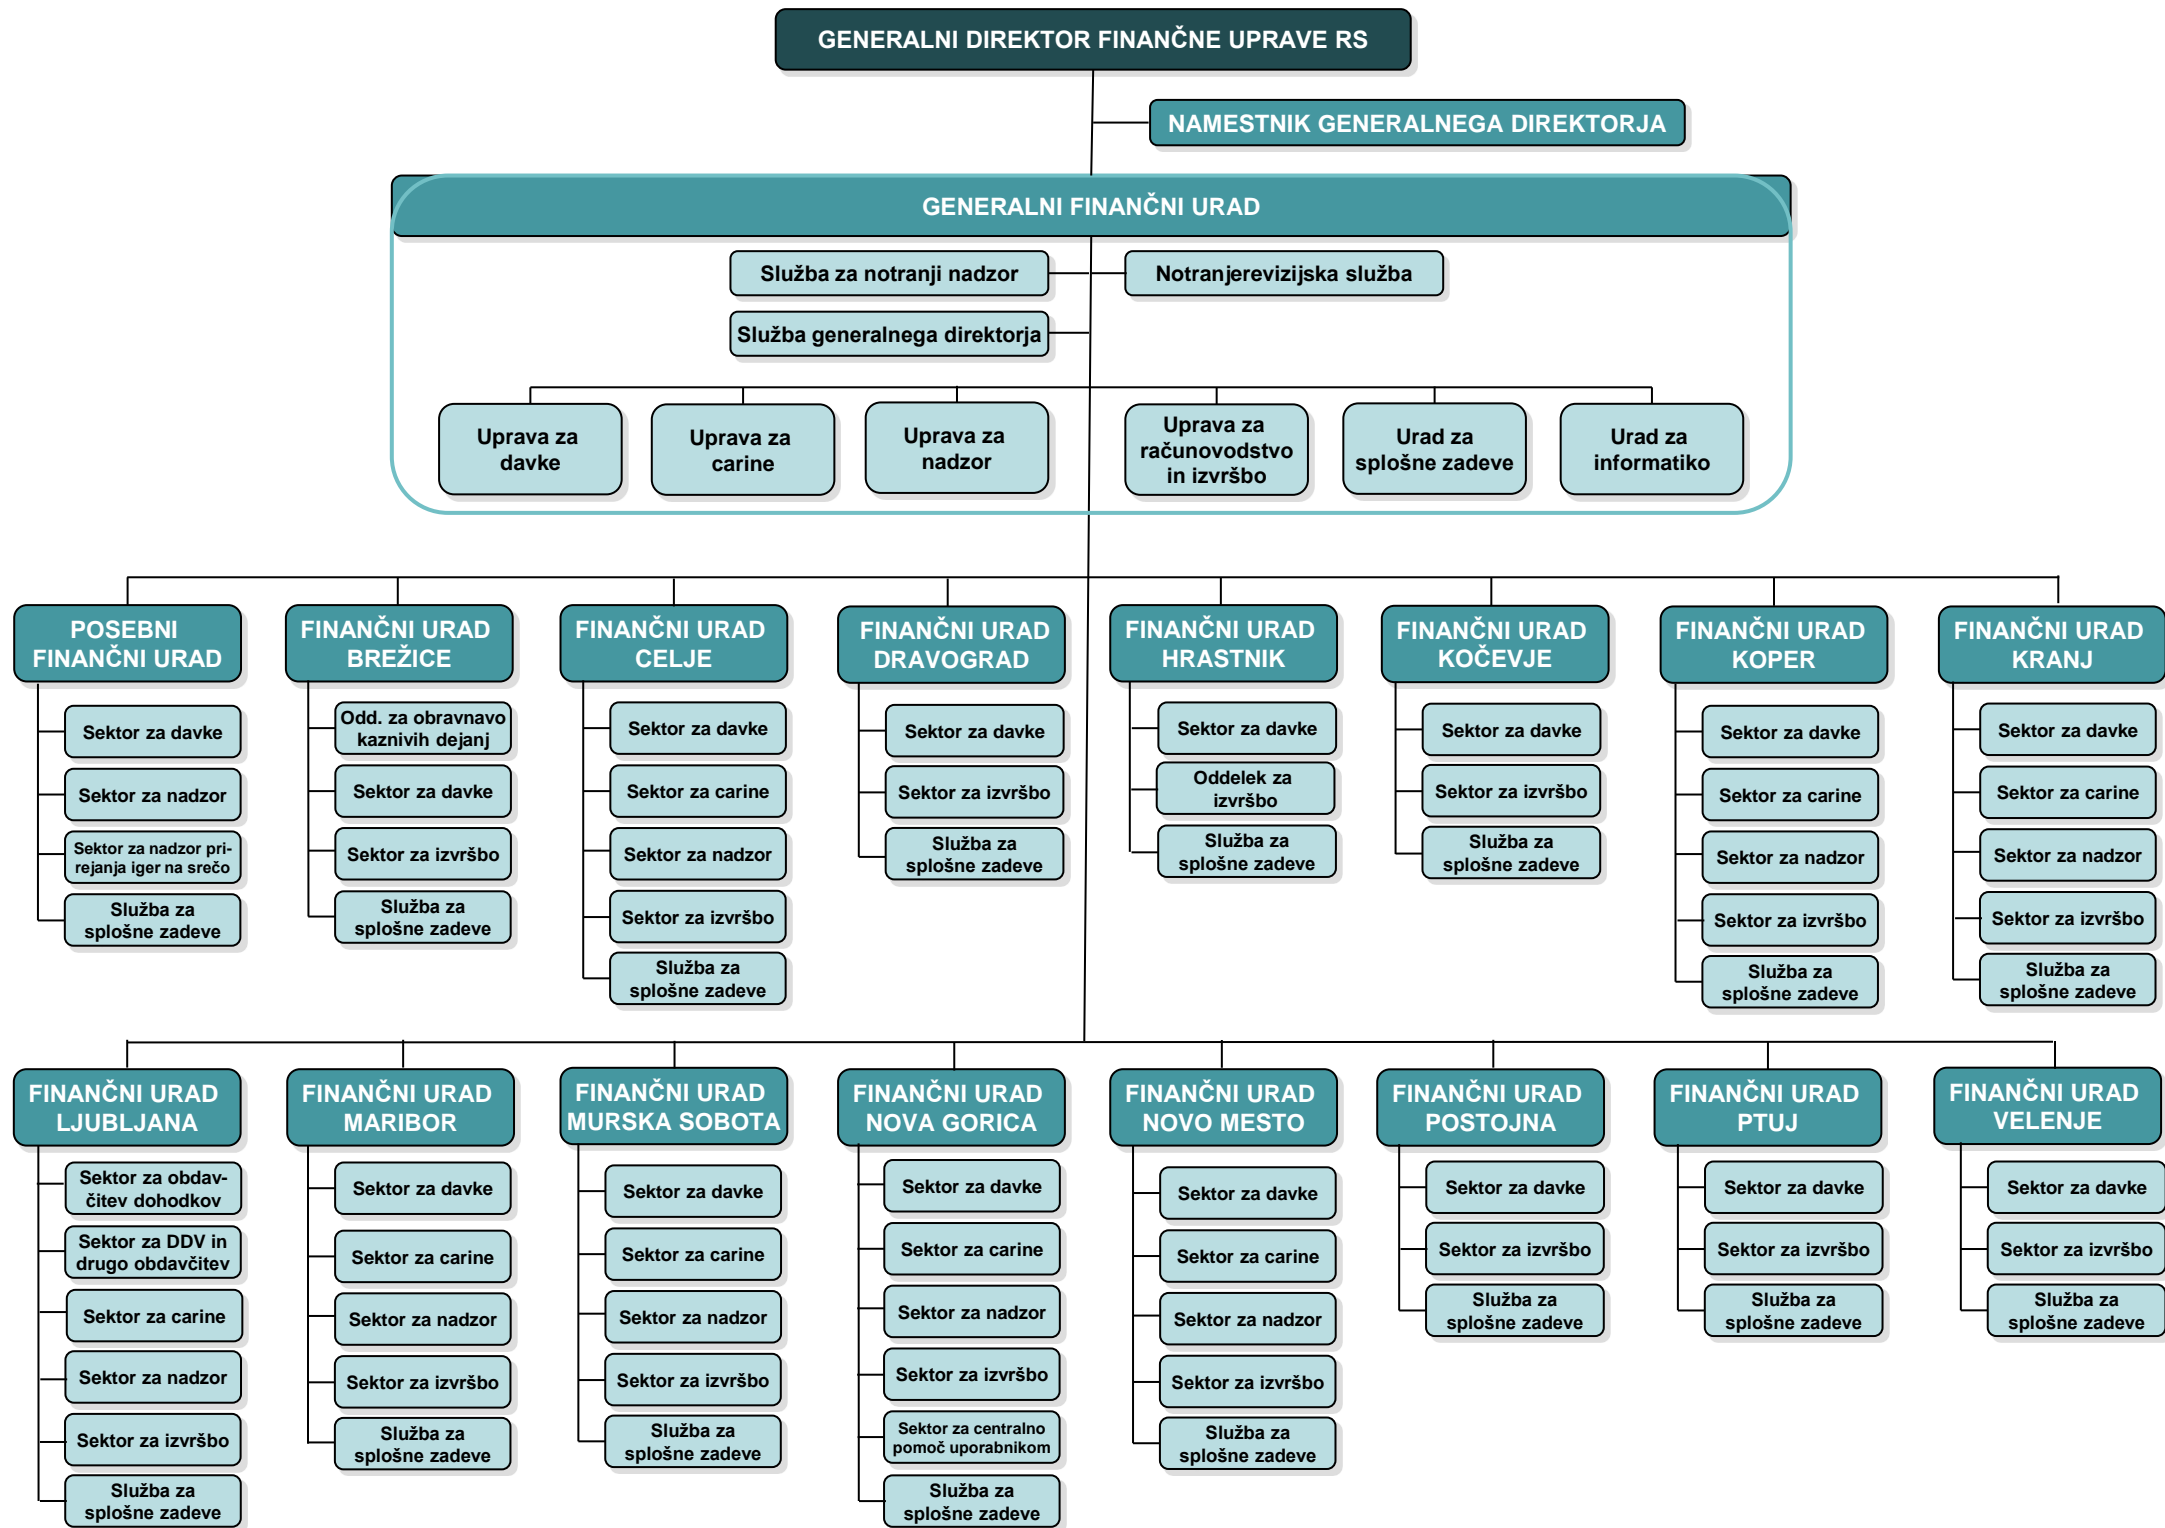 GENERALNI DIREKTOR FINANČNE UPRAVE RS
NAMESTNIK GENERALNEGA DIREKTORJA
GENERALNI FINANČNI URAD
Služba za notranji nadzor
Notranjerevizijska služba
Služba generalnega direktorja
Uprava za
davke
Uprava za
carine
Uprava za
nadzor
Uprava za
računovodstvo
in izvršbo
Urad za
splošne zadeve
Urad za
informatiko
POSEBNI
FINANČNI URAD
Sektor za davke
Sektor za nadzor
Sektor za nadzor pri-
rejanja iger na srečo
Služba za
splošne zadeve
FINANČNI URAD
BREŽICE
Odd. za obravnavo
kaznivih dejanj
Sektor za davke
Sektor za izvršbo
Služba za
splošne zadeve
FINANČNI URAD
CELJE
Sektor za davke
Sektor za carine
Sektor za nadzor
Sektor za izvršbo
Služba za
splošne zadeve
FINANČNI URAD
DRAVOGRAD
Sektor za davke
Sektor za izvršbo
Služba za
splošne zadeve
FINANČNI URAD
HRASTNIK
Sektor za davke
Oddelek za
izvršbo
Služba za
splošne zadeve
FINANČNI URAD
KOČEVJE
Sektor za davke
Sektor za izvršbo
Služba za
splošne zadeve
FINANČNI URAD
KOPER
Sektor za davke
Sektor za carine
Sektor za nadzor
Sektor za izvršbo
Služba za
splošne zadeve
FINANČNI URAD
KRANJ
Sektor za davke
Sektor za carine
Sektor za nadzor
Sektor za izvršbo
Služba za
splošne zadeve
FINANČNI URAD
LJUBLJANA
Sektor za obdav-
čitev dohodkov
Sektor za DDV in
drugo obdavčitev
Sektor za carine
Sektor za nadzor
Sektor za izvršbo
Služba za
splošne zadeve
FINANČNI URAD
MARIBOR
Sektor za davke
Sektor za carine
Sektor za nadzor
Sektor za izvršbo
Služba za
splošne zadeve
FINANČNI URAD
MURSKA SOBOTA
Sektor za davke
Sektor za carine
Sektor za nadzor
Sektor za izvršbo
Služba za
splošne zadeve
FINANČNI URAD
NOVA GORICA
Sektor za davke
Sektor za carine
Sektor za nadzor
Sektor za izvršbo
Sektor za centralno
pomoč uporabnikom
Služba za
splošne zadeve
FINANČNI URAD
NOVO MESTO
Sektor za davke
Sektor za carine
Sektor za nadzor
Sektor za izvršbo
Služba za
splošne zadeve
FINANČNI URAD
POSTOJNA
Sektor za davke
Sektor za izvršbo
Služba za
splošne zadeve
FINANČNI URAD
PTUJ
Sektor za davke
Sektor za izvršbo
Služba za
splošne zadeve
FINANČNI URAD
VELENJE
Sektor za davke
Sektor za izvršbo
Služba za
splošne zadeve